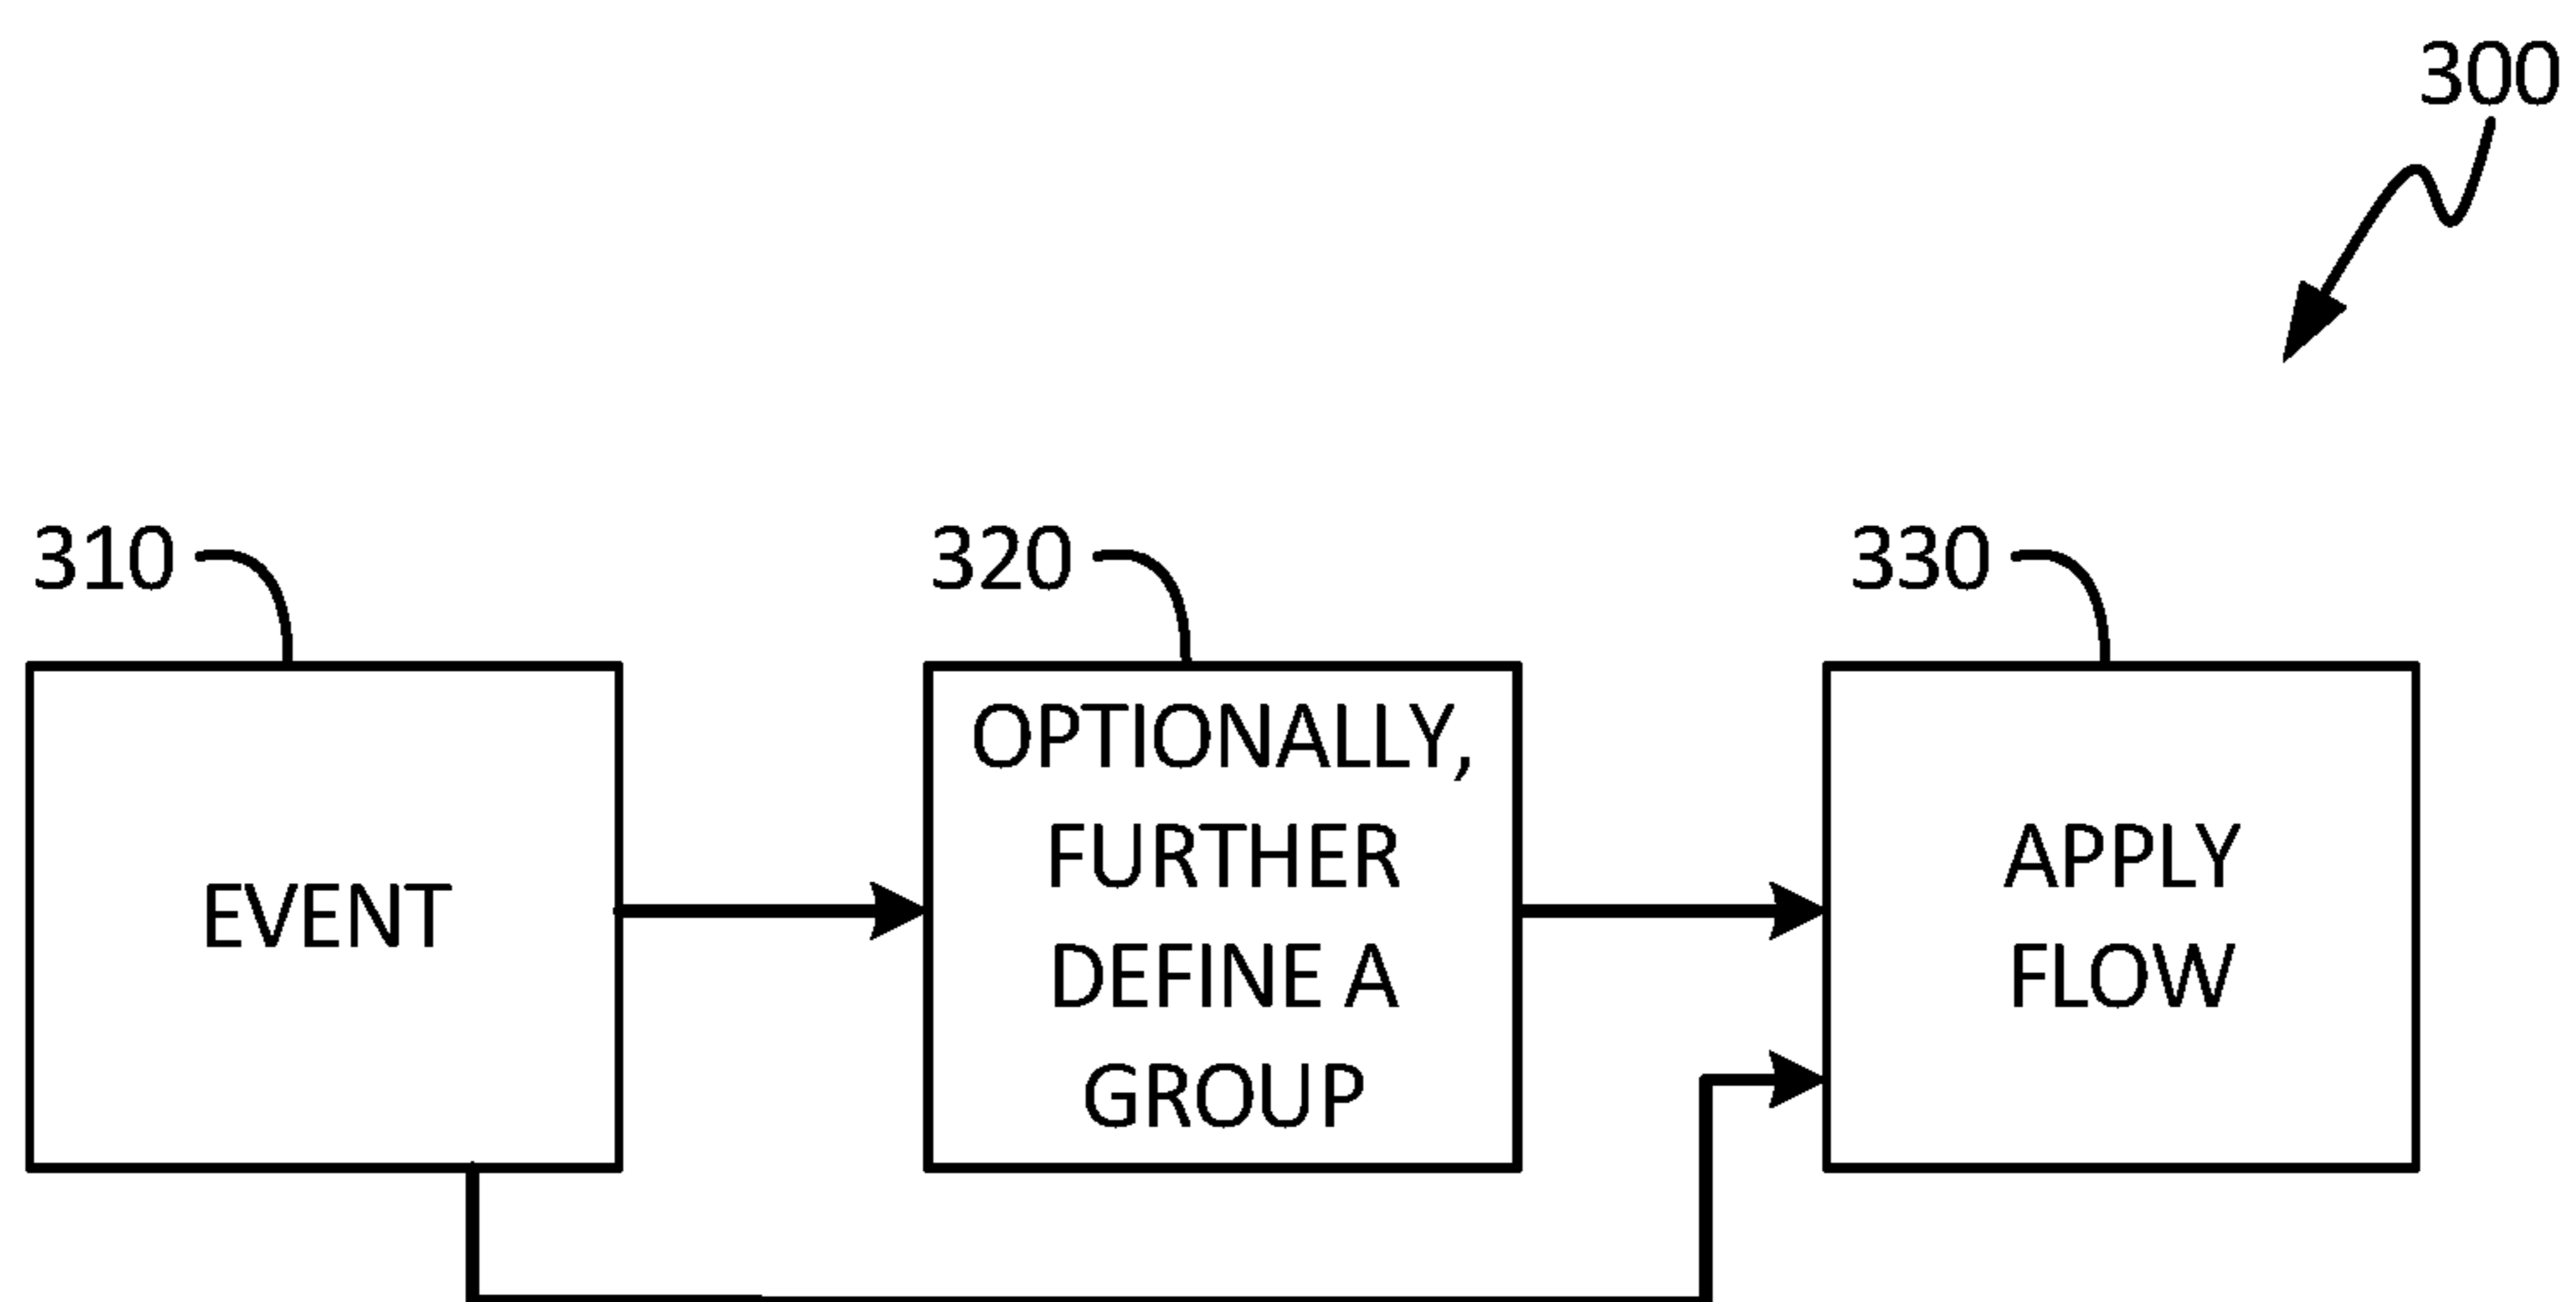 300
310
320
330
EVENT
OPTIONALLY,
FURTHER
DEFINE A
GROUP
APPLY
FLOW